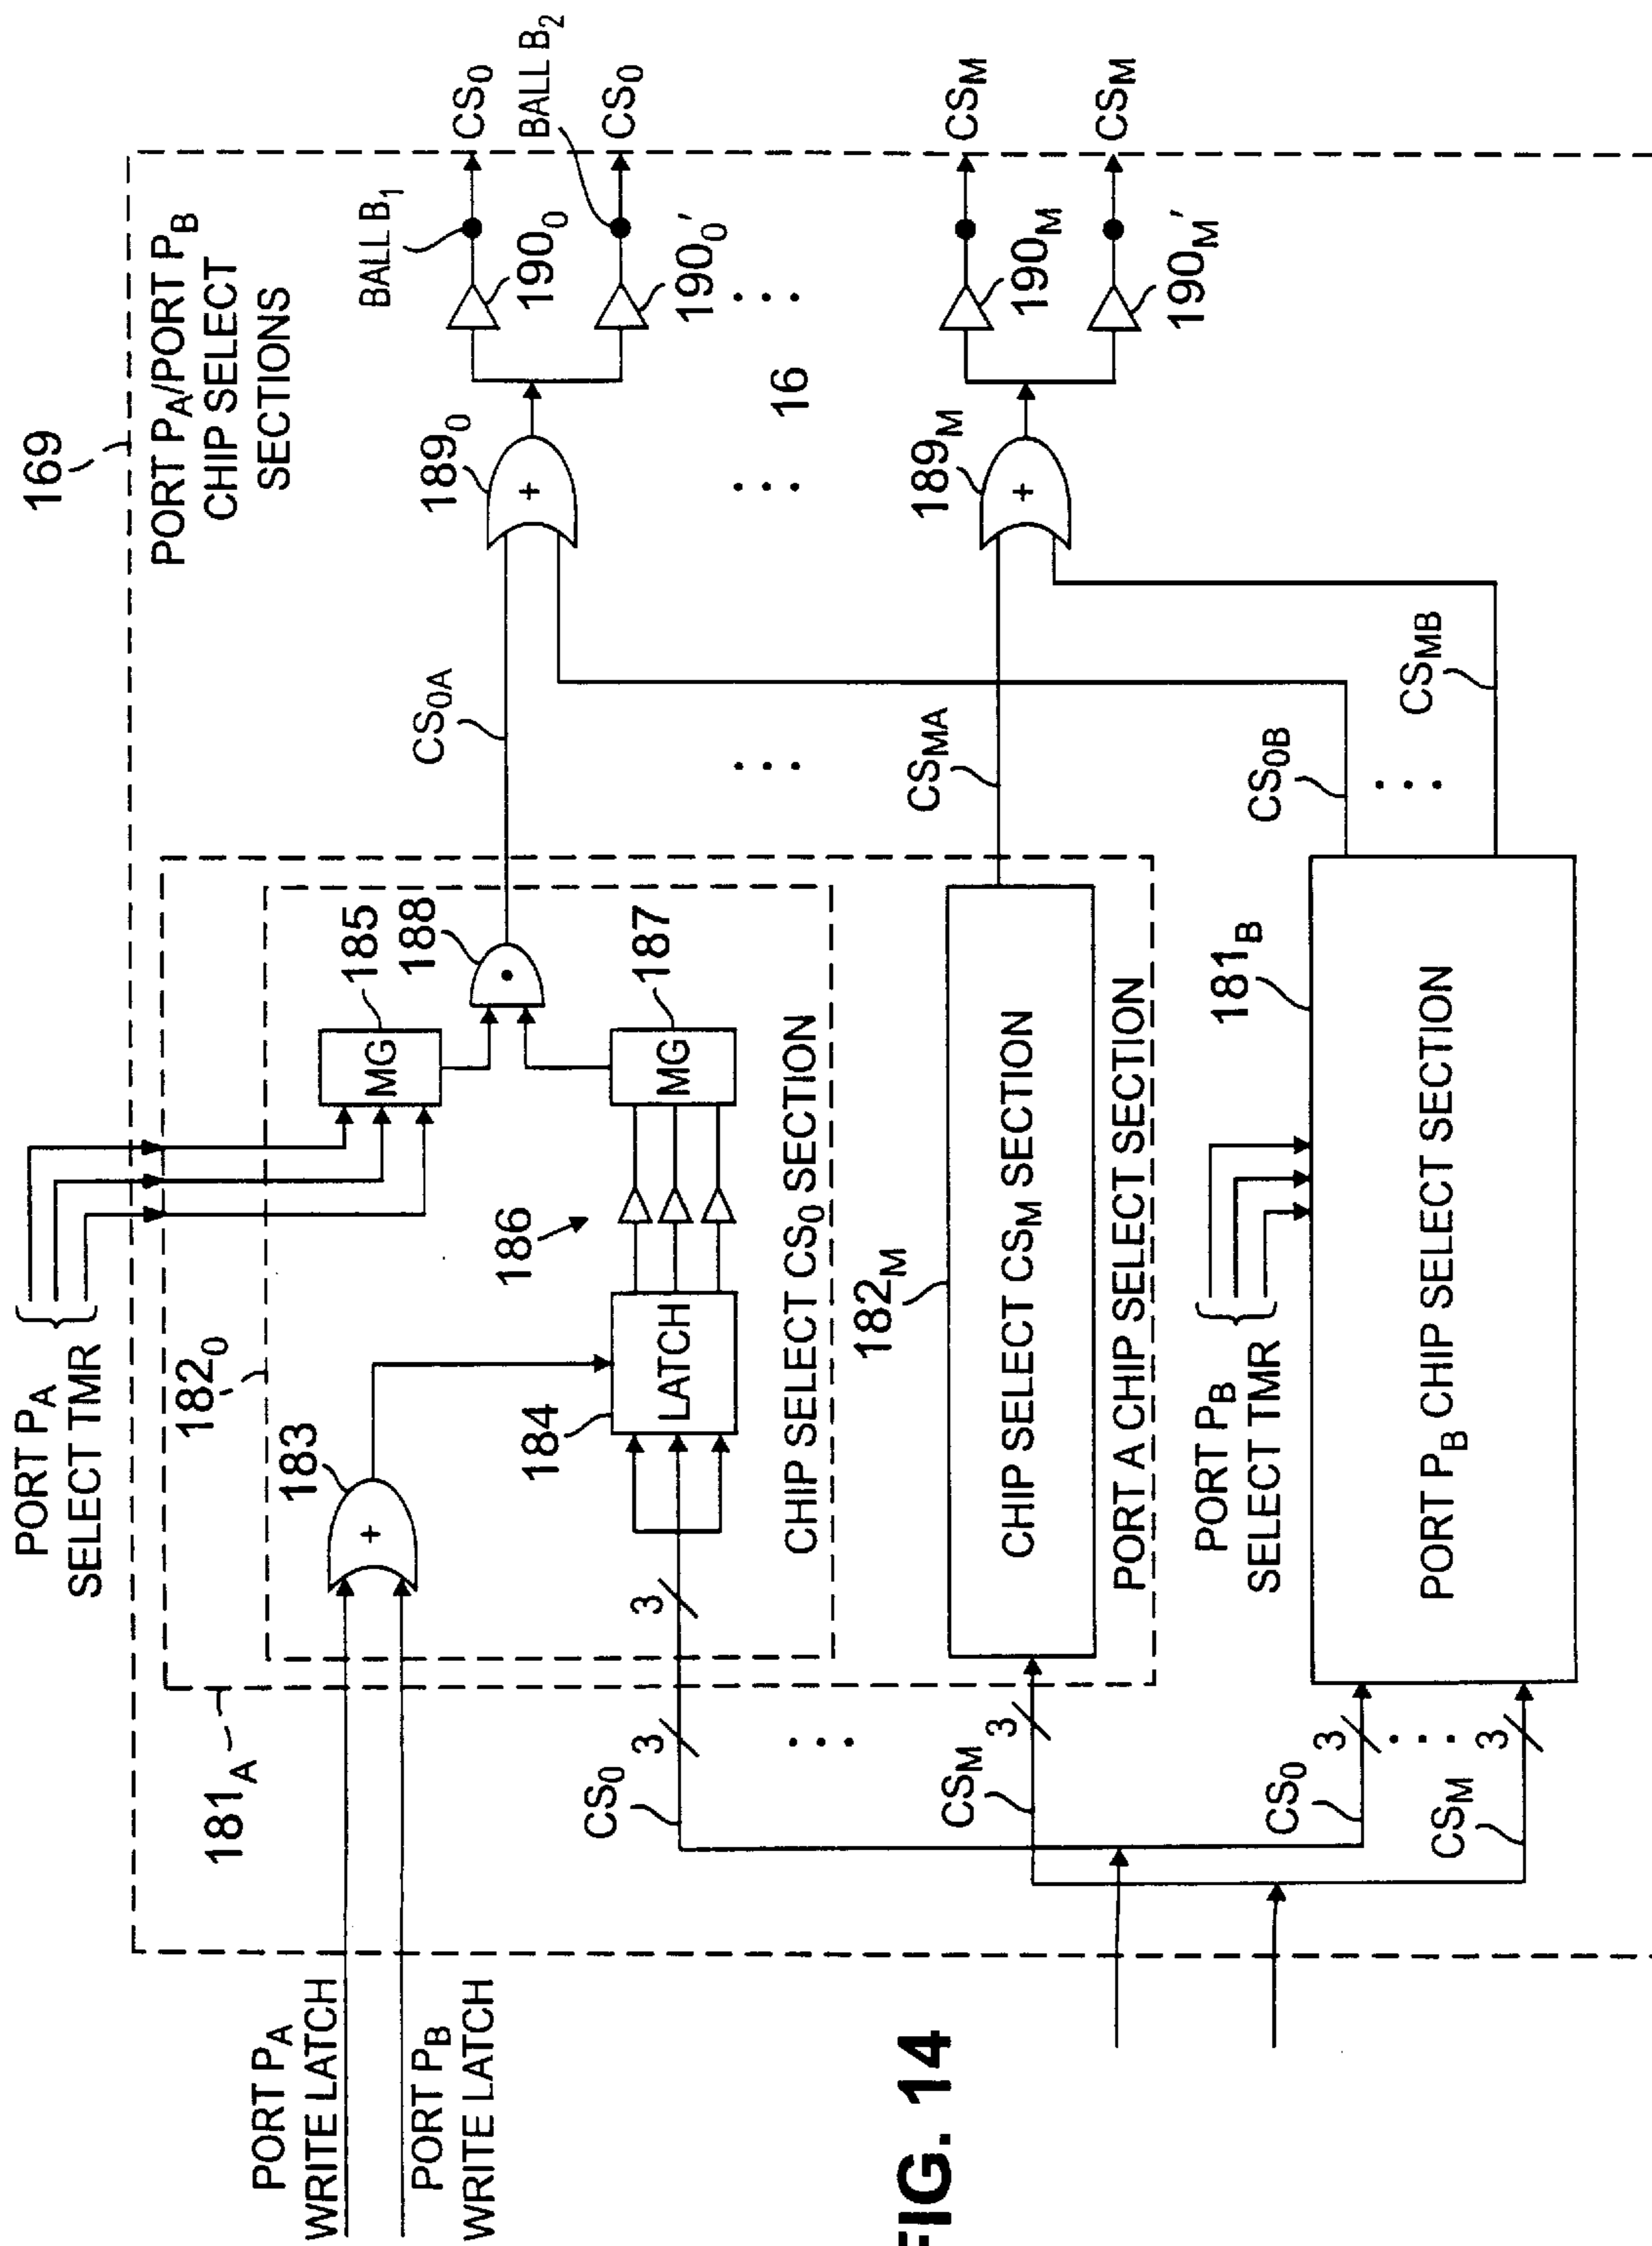 169
PORT PA/PORT PB
CHIP SELECT
SECTIONS
PORT PA
SELECT TMR
181A
1820
183
184
LATCH
186
185
MG
187
MG
188
CHIP SELECT CS0 SECTION
182M
CHIP SELECT CSM SECTION
PORT A CHIP SELECT SECTION
PORT PB
SELECT TMR
181B
PORT PB CHIP SELECT SECTION
PORT PA
WRITE LATCH
PORT PB
WRITE LATCH
CS0
3
3
CSM
3
CS0
3
CSM
3
CS0A
CSMA
CS0B
CSMB
1890
+
189M
+
+
16
1900
1900'
190M
190M'
BALL B1
CS0
BALL B2
CS0
CSM
CSM
FIG. 14